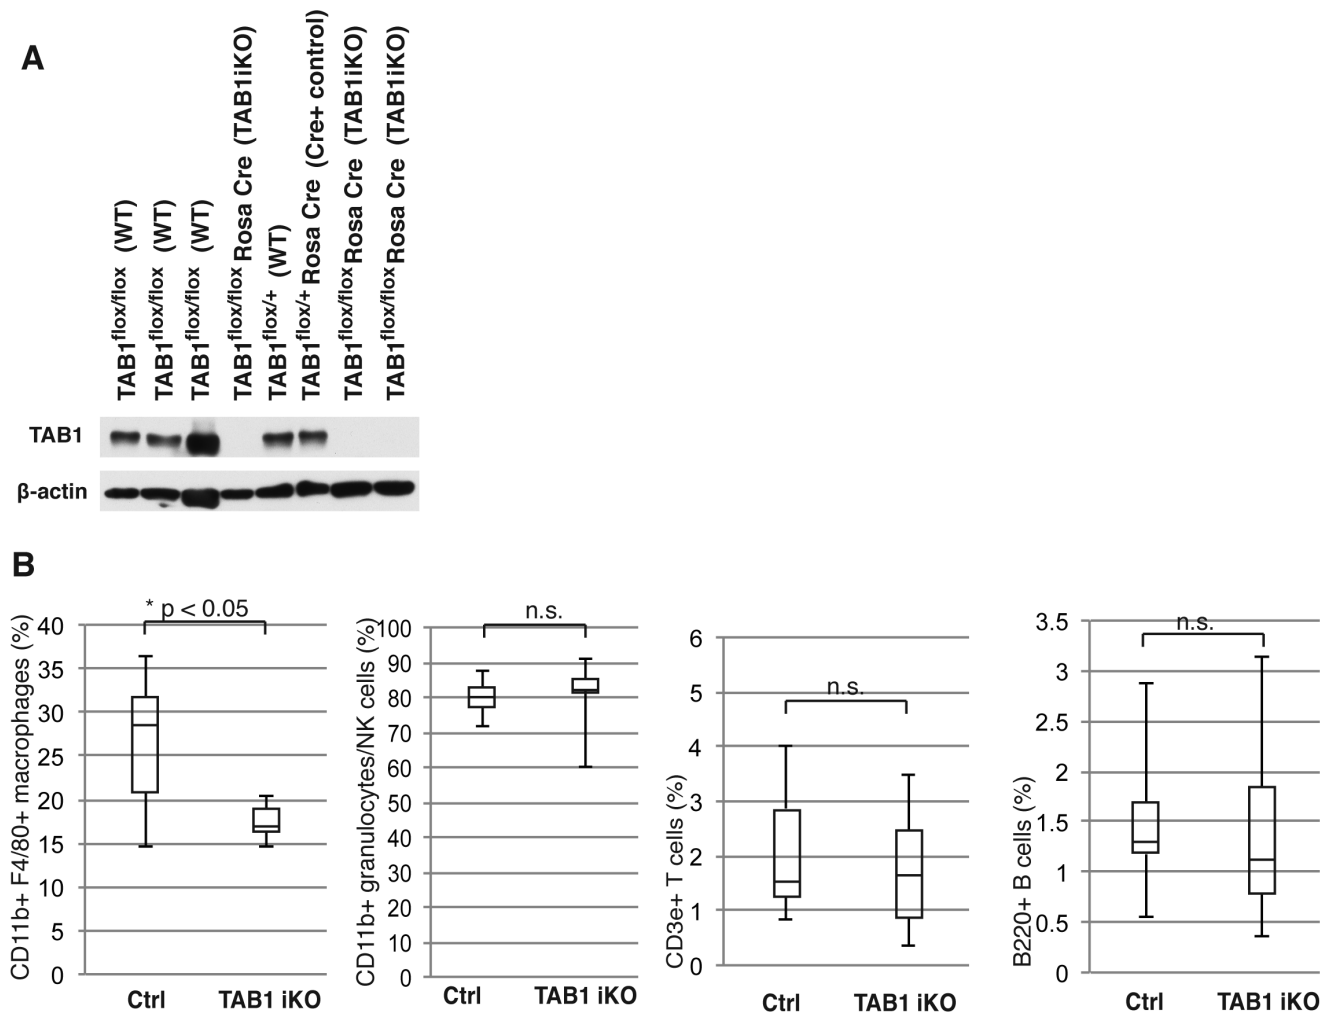 A
TAB1flox/flox (WT)
TAB1flox/flox (WT)
TAB1flox/flox (WT)
TAB1flox/flox Rosa Cre (TAB1iKO)
TAB1flox/+ (WT)
TAB1flox/+ Rosa Cre (Cre+ control)
TAB1flox/flox Rosa Cre (TAB1iKO)
TAB1flox/flox Rosa Cre (TAB1iKO)
TAB1
β-actin
B
CD11b+ F4/80+ macrophages (%)
* p < 0.05
40
35
30
25
20
15
10
5
0
Ctrl TAB1 iKO
CD11b+ granulocytes/NK cells (%)
n.s.
100
90
80
70
60
50
40
30
20
10
0
Ctrl TAB1 iKO
CD3e+ T cells (%)
n.s.
6
5
4
3
2
1
0
Ctrl TAB1 iKO
B220+ B cells (%)
n.s.
3.5
3
2.5
2
1.5
1
0.5
0
Ctrl TAB1 iKO